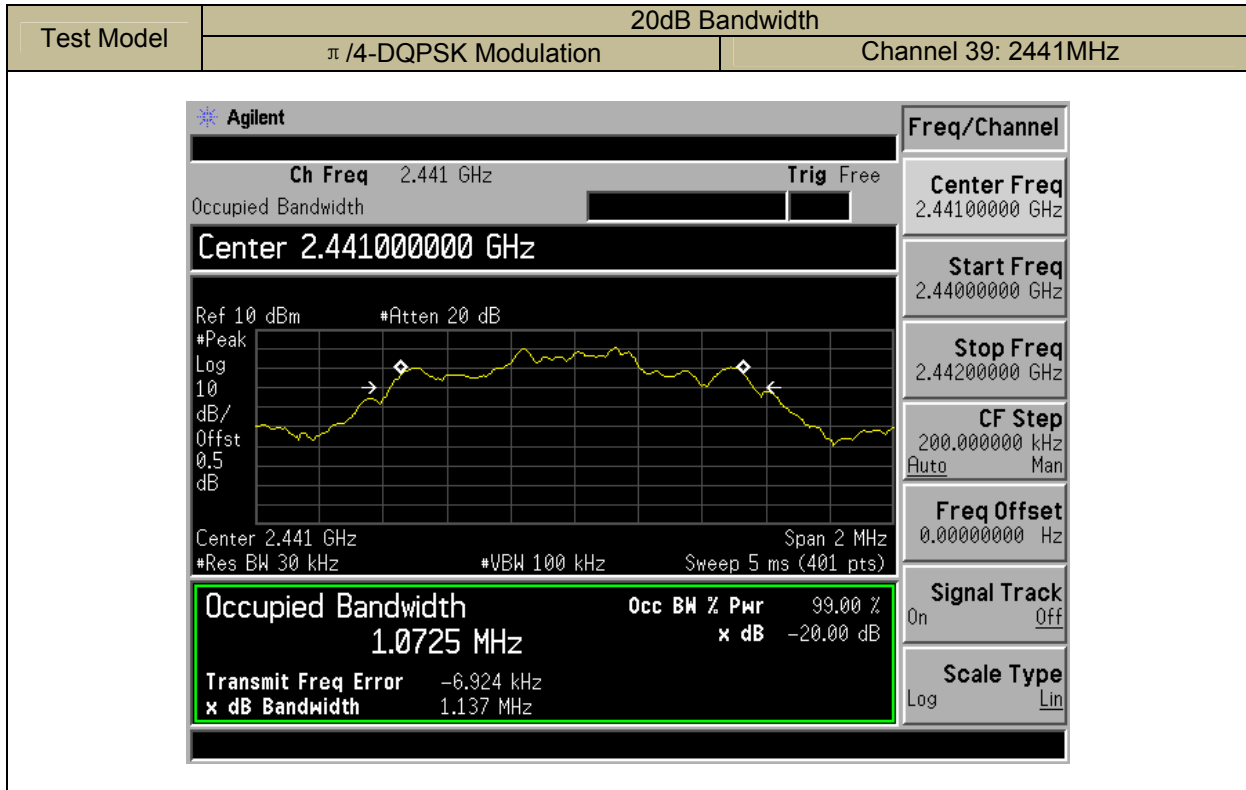 Test Model
20dB Bandwidth
π /4-DQPSK Modulation
Channel 39: 2441MHz
Agilent
Ch Freq 2.441 GHz Trig Free
Occupied Bandwidth
Center 2.441000000 GHz
Ref 10 dBm #Atten 20 dB
#Peak
Log
10
dB/
Offst
0.5
dB
Center 2.441 GHz Span 2 MHz
#Res BW 30 kHz #VBW 100 kHz Sweep 5 ms (401 pts)
Occupied Bandwidth Occ BW % Pwr 99.00 %
1.0725 MHz x dB -20.00 dB
Transmit Freq Error -6.924 kHz
x dB Bandwidth 1.137 MHz
Freq/Channel
Center Freq
2.44100000 GHz
Start Freq
2.44000000 GHz
Stop Freq
2.44200000 GHz
CF Step
200.000000 kHz
Auto Man
Freq Offset
0.00000000 Hz
Signal Track
On Off
Scale Type
Log Lin